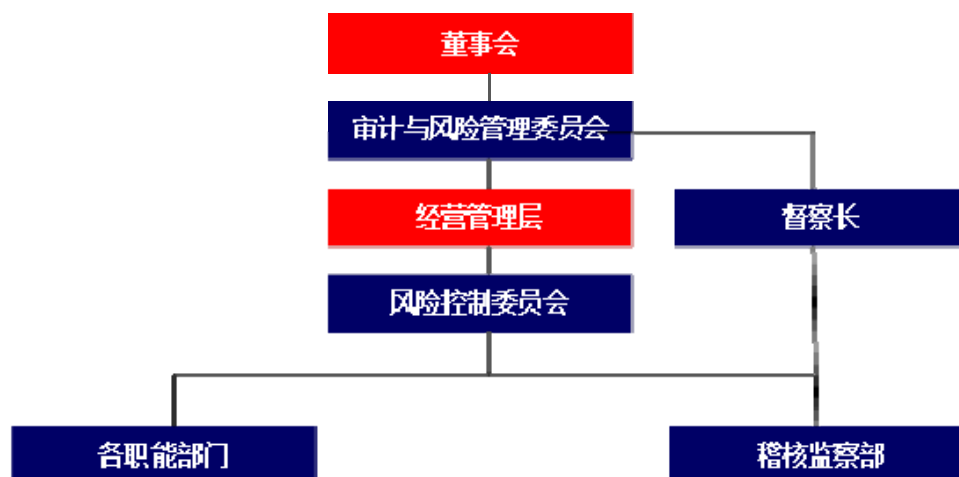 董事会
审计与风险管理委员会
经营管理层
督察长
风险控制委员会
各职能部门
稽核监察部